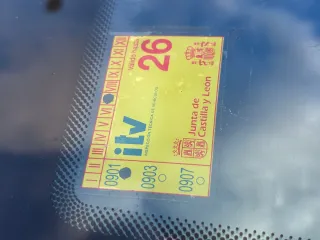 I II III IV V VI VII VIII IX X XI XII
Válido hasta
26
itv
Junta de
Castilla y León
0901
0903
0907